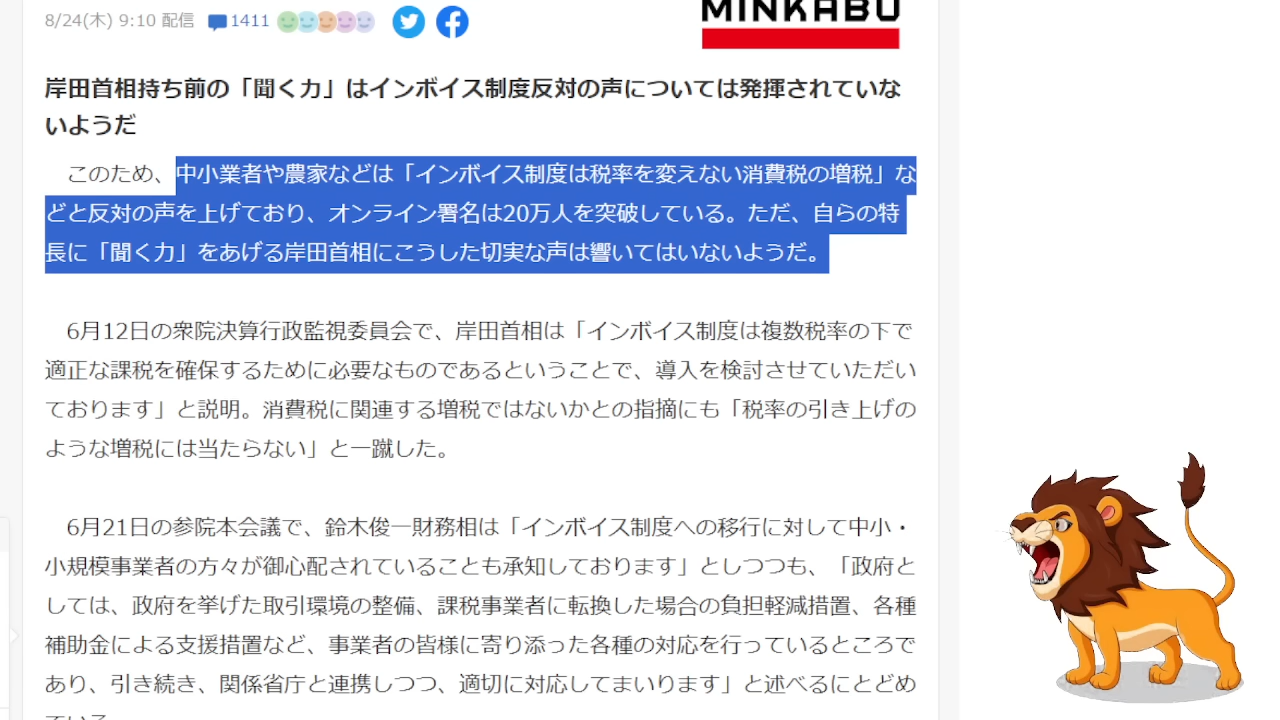 8/24(木) 9:10 配信 1411
MINKABU
岸田首相持ち前の「聞く力」はインボイス制度反対の声については発揮されていな
いようだ
このため、中小業者や農家などは「インボイス制度は税率を変えない消費税の増税」な
どと反対の声を上げており、オンライン署名は20万人を突破している。ただ、自らの特
長に「聞く力」をあげる岸田首相にこうした切実な声は響いてはいないようだ。
6月12日の衆院決算行政監視委員会で、岸田首相は「インボイス制度は複数税率の下で
適正な課税を確保するために必要なものであるということで、導入を検討させていただい
ております」と説明。消費税に関連する増税ではないかとの指摘にも「税率の引き上げの
ような増税には当たらない」と一蹴した。
6月21日の参院本会議で、鈴木俊一財務相は「インボイス制度への移行に対して中小・
小規模事業者の方々が御心配されていることも承知しております」としつつも、「政府と
しては、政府を挙げた取引環境の整備、課税事業者に転換した場合の負担軽減措置、各種
補助金による支援措置など、事業者の皆様に寄り添った各種の対応を行っているところで
あり、引き続き、関係省庁と連携しつつ、適切に対応してまいります」と述べるにとどめ
ている